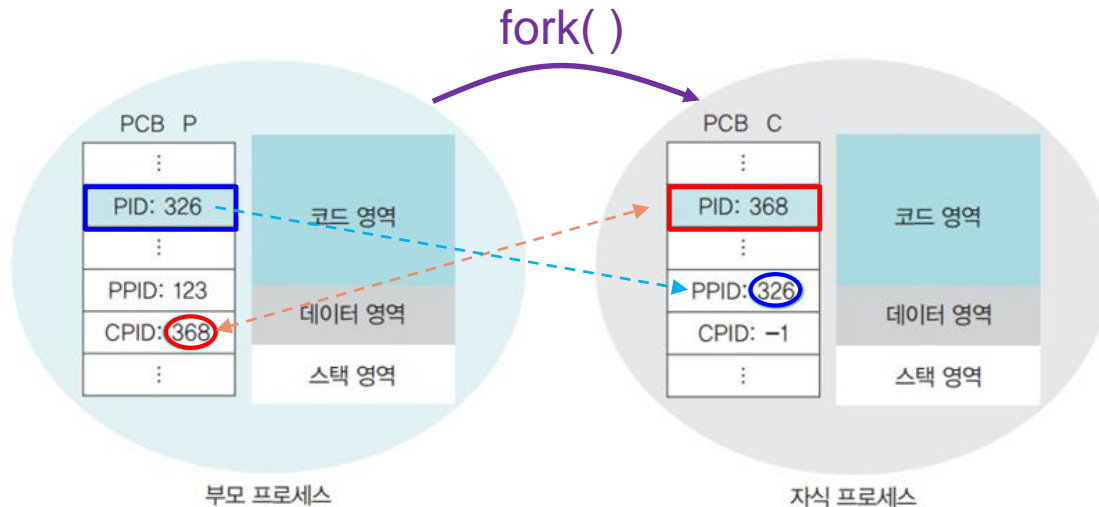 fork( )
PCB P
⋮
PID: 326
⋮
PPID: 123
CPID: 368
⋮
코드 영역
데이터 영역
스택 영역
부모 프로세스
PCB C
⋮
PID: 368
⋮
PPID: 326
CPID: -1
⋮
코드 영역
데이터 영역
스택 영역
자식 프로세스